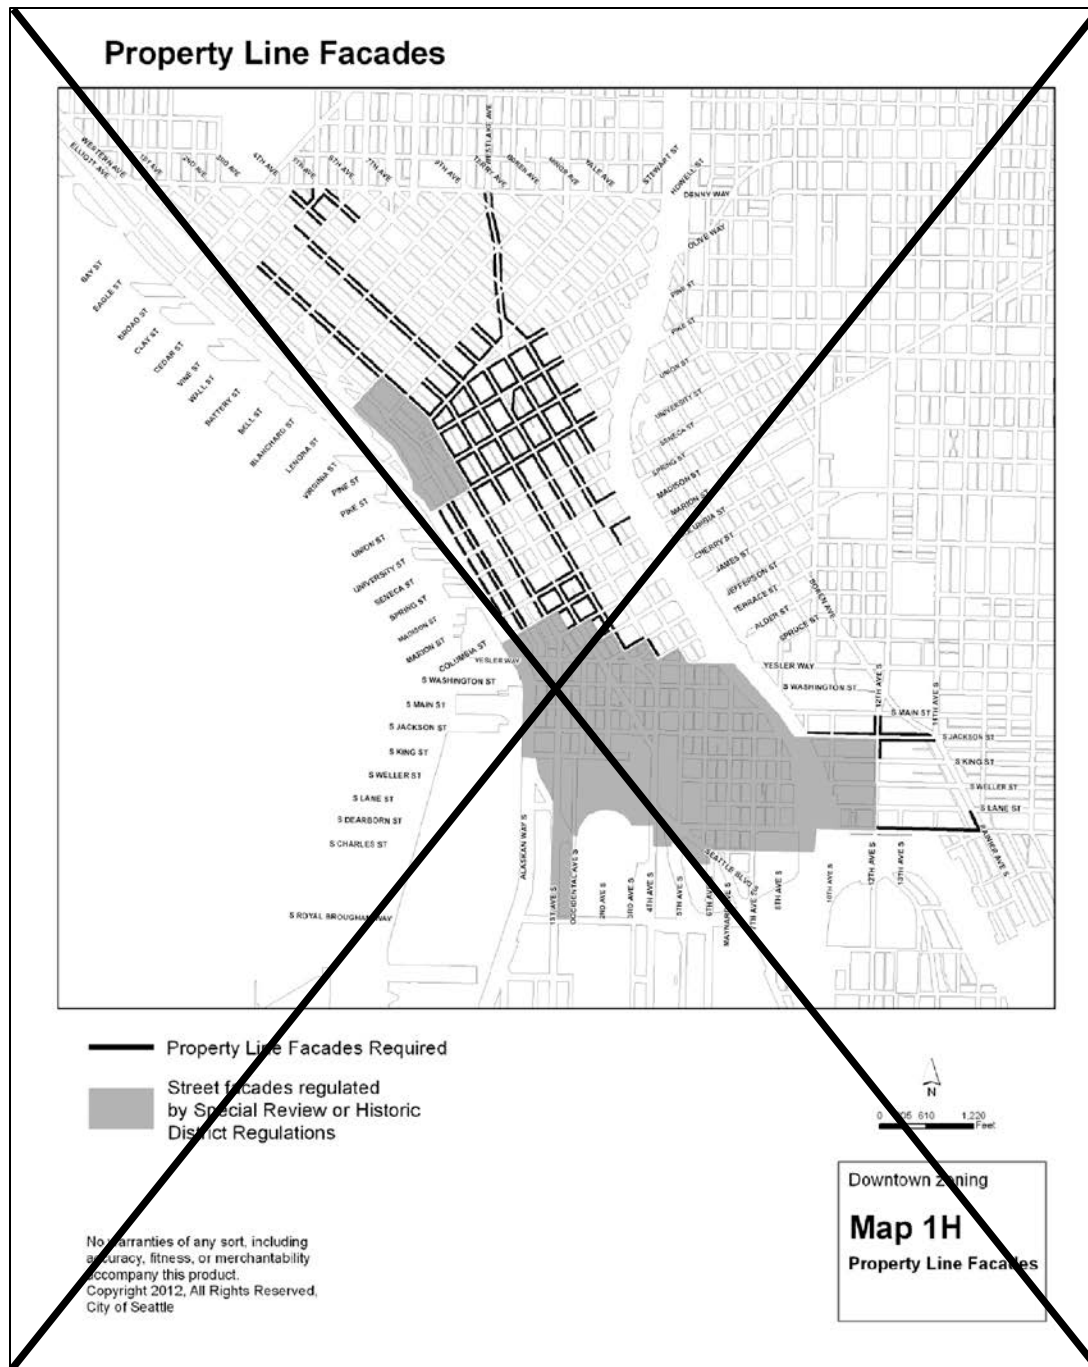 Property Line Facades
WESTERN AVE
ELLIOTT AVE
1ST AVE
2ND AVE
3RD AVE
4TH AVE
5TH AVE
6TH AVE
7TH AVE
9TH AVE
TERRY AVE
WESTLAKE AVE
BOREN AVE
MINOR AVE
YALE AVE
STEWART ST
HOWELL ST
DENNY WAY
OLIVE WAY
PINE ST
PIKE ST
UNION ST
UNIVERSITY ST
SENECA ST
SPRING ST
MADISON ST
MARION ST
CHERRY ST
JAMES ST
JEFFERSON ST
TERRACE ST
ALDER ST
SPRUCE ST
BOREN AVE
BAY ST
EAGLE ST
BROAD ST
CLAY ST
CEDAR ST
VINE ST
WALL ST
BATTERY ST
BELL ST
BLANCHARD ST
LENORA ST
VIRGINIA ST
PINE ST
PIKE ST
UNION ST
UNIVERSITY ST
SENECA ST
SPRING ST
MADISON ST
MARION ST
COLUMBIA ST
YESLER WAY
S WASHINGTON ST
S MAIN ST
S JACKSON ST
S KING ST
S WELLER ST
S LANE ST
S DEARBORN ST
S CHARLES ST
S ROYAL BROUGHAM WAY
YESLER WAY
S WASHINGTON ST
12TH AVE S
S MAIN ST
14TH AVE S
S JACKSON ST
S KING ST
S WELLER ST
S LANE ST
RAINIER AVE S
ALASKAN WAY S
1ST AVE S
OCCIDENTAL AVE S
2ND AVE S
3RD AVE S
4TH AVE S
5TH AVE S
6TH AVE S
MAYNARD AVE S
7TH AVE S
SEATTLE BLVD S
8TH AVE S
10TH AVE S
12TH AVE S
13TH AVE S
Property Line Facades Required
Street facades regulated
by Special Review or Historic
District Regulations
N
0 305 610 1,220
Feet
Downtown zoning
Map 1H
Property Line Facades
No warranties of any sort, including
accuracy, fitness, or merchantability
accompany this product.
Copyright 2012, All Rights Reserved,
City of Seattle